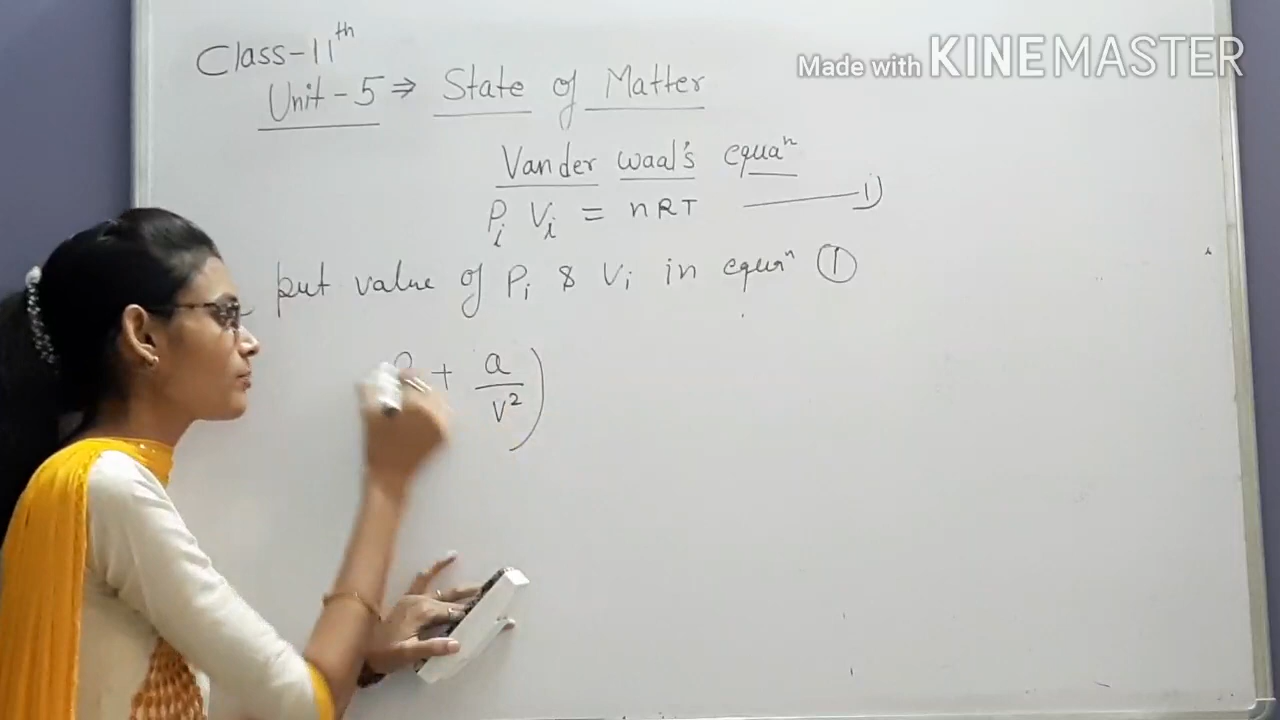 Class-11th
Made with KINEMASTER
Unit-5 ⇒ State of Matter
Vander waal's equaⁿ
Pᵢ Vᵢ = nRT —— 1)
put value of Pᵢ & Vᵢ in equⁿ ①
+ a/V²)